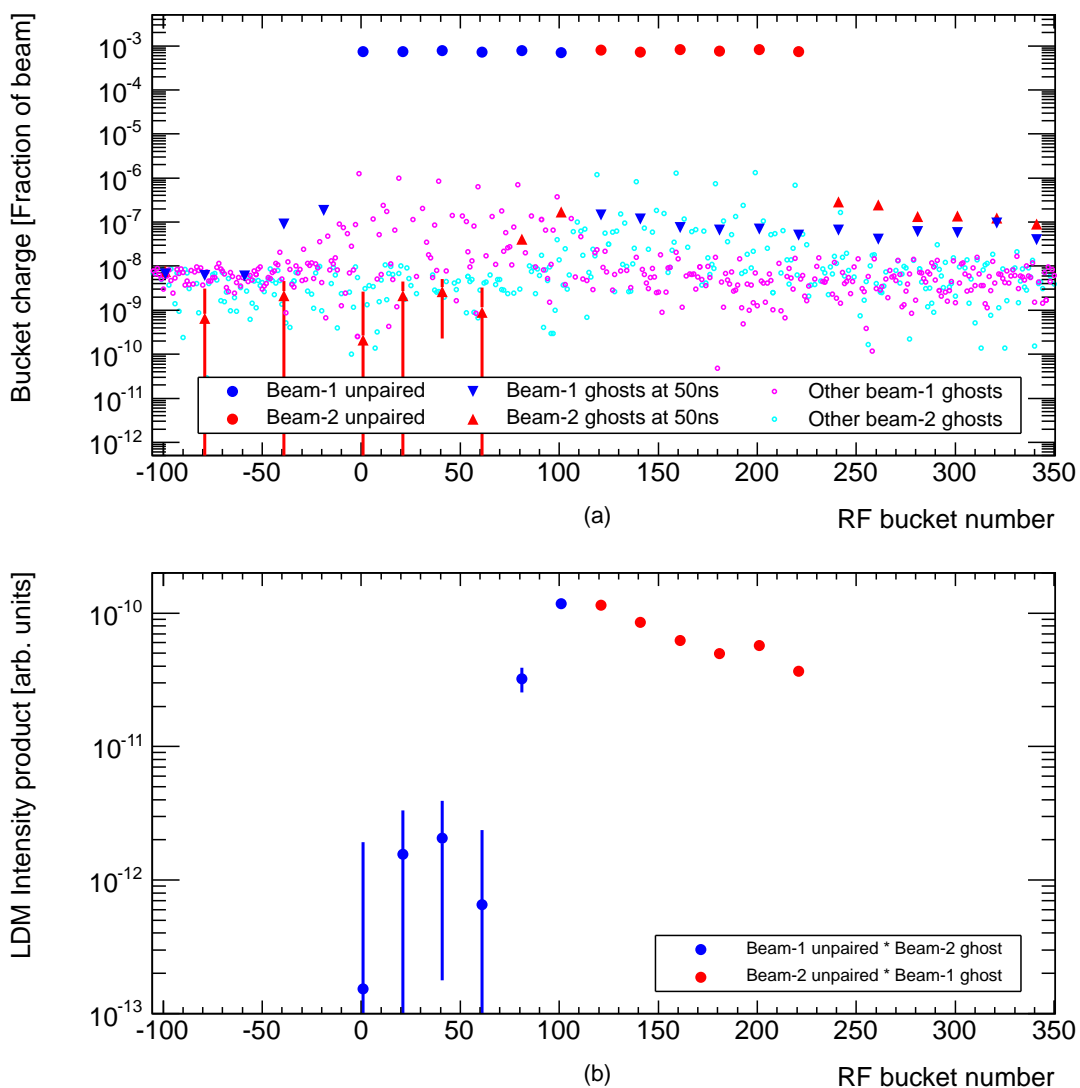 Bucket charge [Fraction of beam]
10⁻³
10⁻⁴
10⁻⁵
10⁻⁶
10⁻⁷
10⁻⁸
10⁻⁹
10⁻¹⁰
10⁻¹¹
10⁻¹²
Beam-1 unpaired Beam-1 ghosts at 50ns Other beam-1 ghosts
Beam-2 unpaired Beam-2 ghosts at 50ns Other beam-2 ghosts
-100 -50 0 50 100 150 200 250 300 350
(a) RF bucket number
LDM Intensity product [arb. units]
10⁻¹⁰
10⁻¹¹
10⁻¹²
10⁻¹³
Beam-1 unpaired * Beam-2 ghost
Beam-2 unpaired * Beam-1 ghost
-100 -50 0 50 100 150 200 250 300 350
(b) RF bucket number